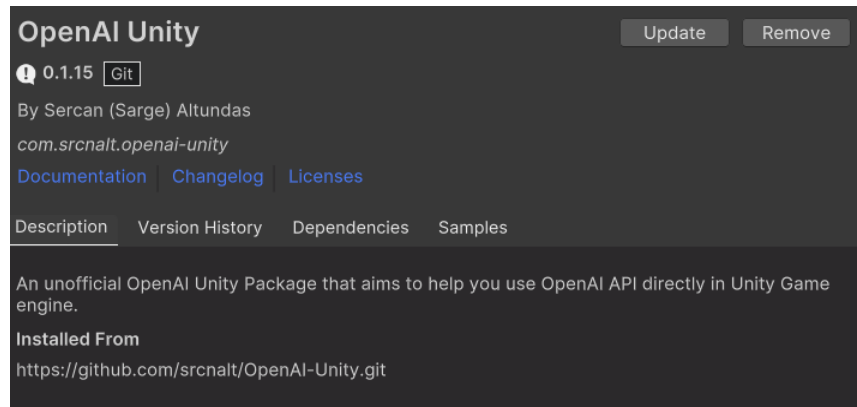 OpenAI Unity
Update Remove
0.1.15 Git
By Sercan (Sarge) Altundas
com.srcnalt.openai-unity
Documentation Changelog Licenses
Description Version History Dependencies Samples
An unofficial OpenAI Unity Package that aims to help you use OpenAI API directly in Unity Game
engine.
Installed From
https://github.com/srcnalt/OpenAI-Unity.git